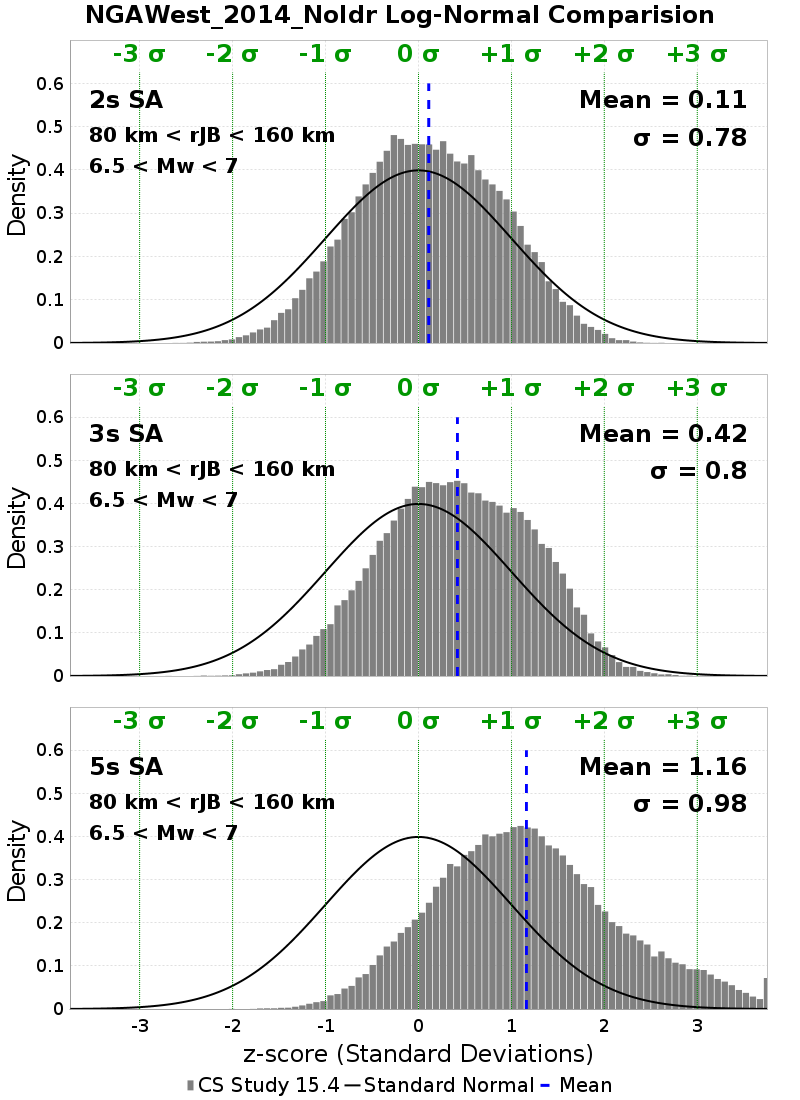 NGAWest_2014_NoIdr Log-Normal Comparision
-3 σ -2 σ -1 σ 0 σ +1 σ +2 σ +3 σ
0.6
2s SA Mean = 0.11
0.5
80 km < rJB < 160 km σ = 0.78
6.5 < Mw < 7
0.4
Density
0.3
0.2
0.1
0
-3 σ -2 σ -1 σ 0 σ +1 σ +2 σ +3 σ
0.6
3s SA Mean = 0.42
0.5
80 km < rJB < 160 km σ = 0.8
6.5 < Mw < 7
0.4
Density
0.3
0.2
0.1
0
-3 σ -2 σ -1 σ 0 σ +1 σ +2 σ +3 σ
0.6
5s SA Mean = 1.16
0.5
80 km < rJB < 160 km σ = 0.98
6.5 < Mw < 7
0.4
Density
0.3
0.2
0.1
0
-3 -2 -1 0 1 2 3
z-score (Standard Deviations)
CS Study 15.4 Standard Normal Mean